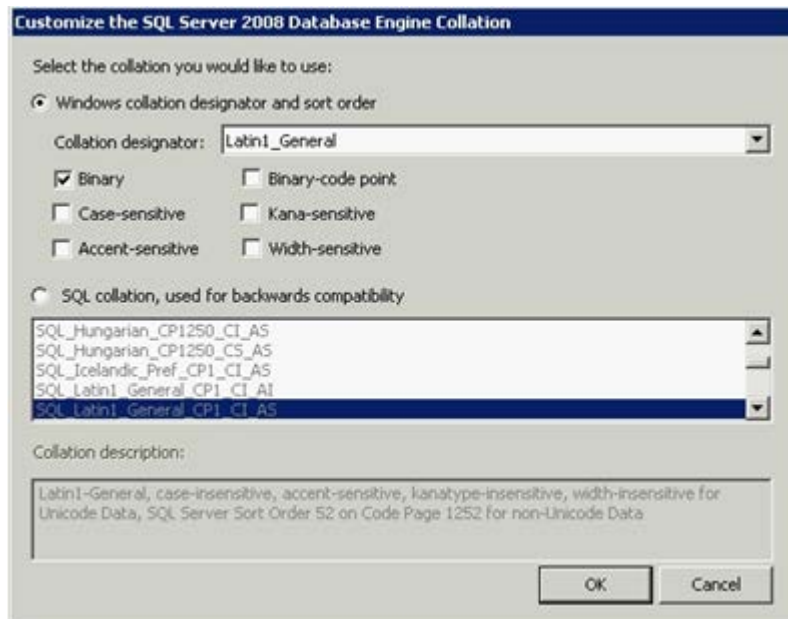 Customize the SQL Server 2008 Database Engine Collation
Select the collation you would like to use:
Windows collation designator and sort order
Collation designator: Latin1_General
Binary Binary-code point
Case-sensitive Kana-sensitive
Accent-sensitive Width-sensitive
SQL collation, used for backwards compatibility
SQL_Hungarian_CP1250_CI_AS
SQL_Hungarian_CP1250_CS_AS
SQL_Icelandic_Pref_CP1_CI_AS
SQL_Latin1_General_CP1_CI_AI
SQL_Latin1_General_CP1_CI_AS
Collation description:
Latin1-General, case-insensitive, accent-sensitive, kanatype-insensitive, width-insensitive for
Unicode Data, SQL Server Sort Order 52 on Code Page 1252 for non-Unicode Data
OK Cancel